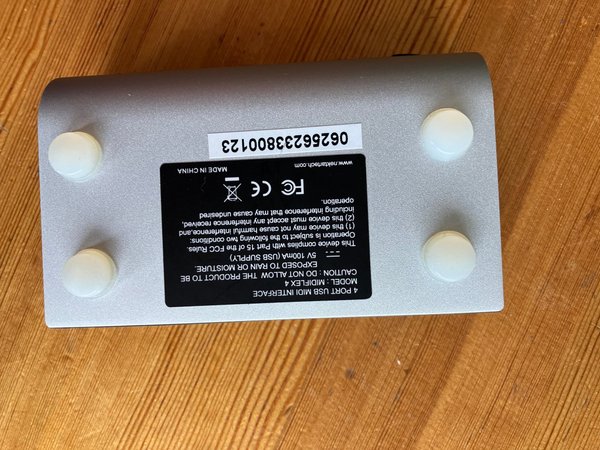 4 PORT USB MIDI INTERFACE
MODEL : MIDIFLEX 4
CAUTION : DO NOT ALLOW THE PRODUCT TO BE
EXPOSED TO RAIN OR MOISTURE
5V 100mA (USB SUPPLY)
This device complies with Part of 15 the FCC Rules.
Operation is subject to the following two conditions:
(1) this device may not cause harmful interference,and
(2) this device must accept any interference received,
including interference that may cause undesired
operation.
FC CE
MADE IN CHINA
www.nektartech.com
06256233800123